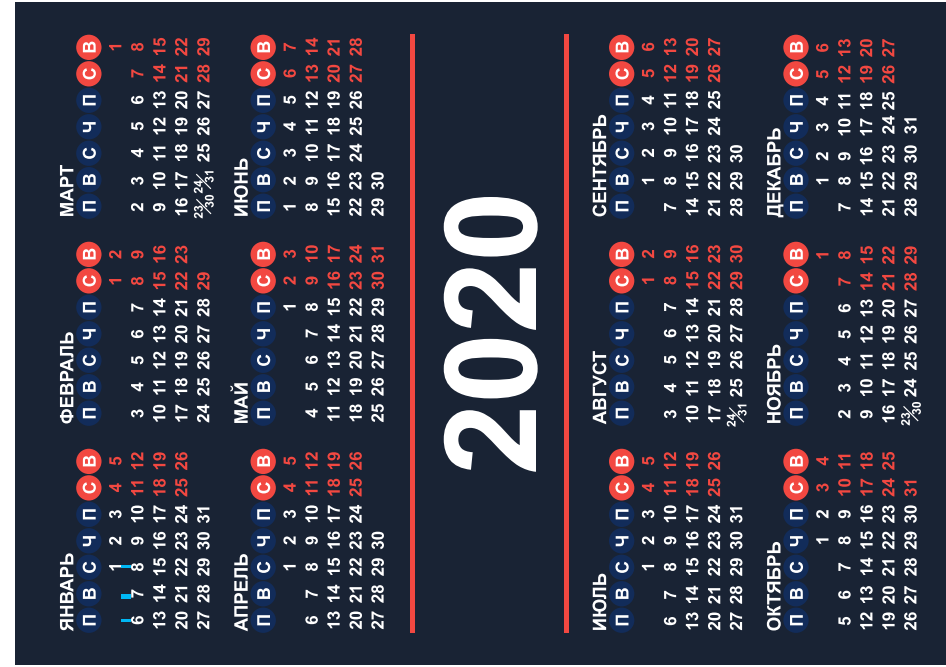 ЯНВАРЬ
П В С Ч П С В
1 2 3 4 5
6 7 8 9 10 11 12
13 14 15 16 17 18 19
20 21 22 23 24 25 26
27 28 29 30 31
ФЕВРАЛЬ
П В С Ч П С В
1 2
3 4 5 6 7 8 9
10 11 12 13 14 15 16
17 18 19 20 21 22 23
24 25 26 27 28 29
МАРТ
П В С Ч П С В
1
2 3 4 5 6 7 8
9 10 11 12 13 14 15
16 17 18 19 20 21 22
23/30 24/31 25 26 27 28 29
АПРЕЛЬ
П В С Ч П С В
1 2 3 4 5
6 7 8 9 10 11 12
13 14 15 16 17 18 19
20 21 22 23 24 25 26
27 28 29 30
МАЙ
П В С Ч П С В
1 2 3
4 5 6 7 8 9 10
11 12 13 14 15 16 17
18 19 20 21 22 23 24
25 26 27 28 29 30 31
ИЮНЬ
П В С Ч П С В
1 2 3 4 5 6 7
8 9 10 11 12 13 14
15 16 17 18 19 20 21
22 23 24 25 26 27 28
29 30
2020
ИЮЛЬ
П В С Ч П С В
1 2 3 4 5
6 7 8 9 10 11 12
13 14 15 16 17 18 19
20 21 22 23 24 25 26
27 28 29 30 31
АВГУСТ
П В С Ч П С В
1 2
3 4 5 6 7 8 9
10 11 12 13 14 15 16
17 18 19 20 21 22 23
24/31 25 26 27 28 29 30
СЕНТЯБРЬ
П В С Ч П С В
1 2 3 4 5 6
7 8 9 10 11 12 13
14 15 16 17 18 19 20
21 22 23 24 25 26 27
28 29 30
ОКТЯБРЬ
П В С Ч П С В
1 2 3 4
5 6 7 8 9 10 11
12 13 14 15 16 17 18
19 20 21 22 23 24 25
26 27 28 29 30 31
НОЯБРЬ
П В С Ч П С В
1
2 3 4 5 6 7 8
9 10 11 12 13 14 15
16 17 18 19 20 21 22
23/30 24 25 26 27 28 29
ДЕКАБРЬ
П В С Ч П С В
1 2 3 4 5 6
7 8 9 10 11 12 13
14 15 16 17 18 19 20
21 22 23 24 25 26 27
28 29 30 31